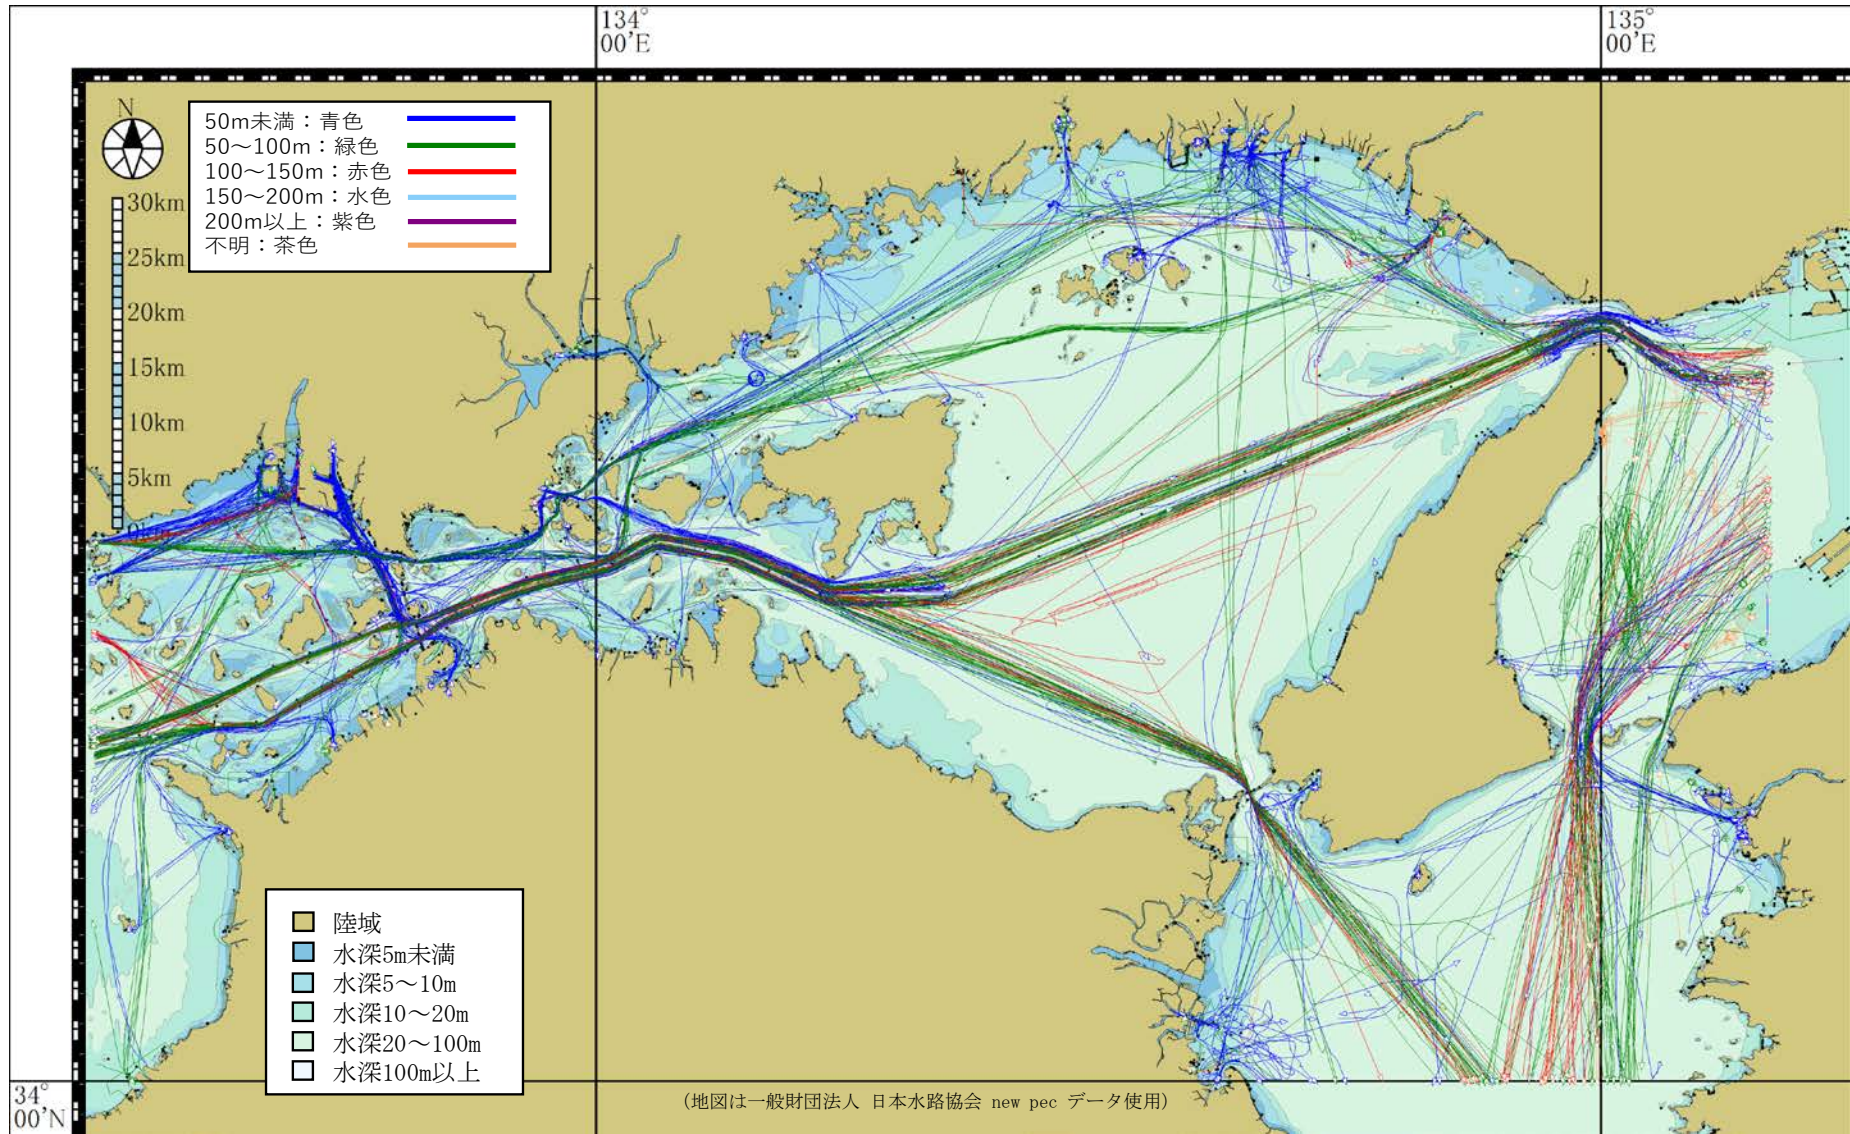 134°
00'E
135°
00'E
N
50m未満：青色
50～100m：緑色
100～150m：赤色
150～200m：水色
200m以上：紫色
不明：茶色
30km
25km
20km
15km
10km
5km
0k
陸域
水深5m未満
水深5～10m
水深10～20m
水深20～100m
水深100m以上
34°
00'N
(地図は一般財団法人 日本水路協会 new pec データ使用)